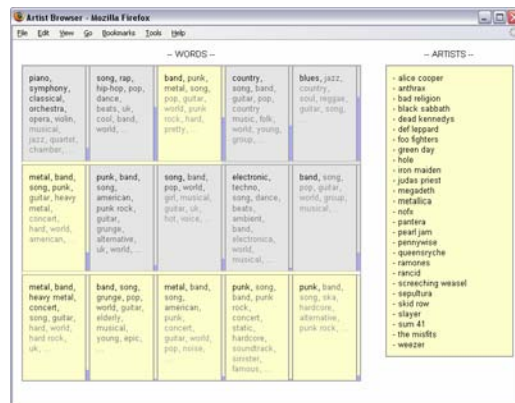 Artist Browser - Mozilla Firefox
File Edit View Go Bookmarks Tools Help
-- WORDS --
-- ARTISTS --
piano,
symphony,
classical,
orchestra,
opera, violin,
musical,
jazz, quartet,
chamber, ...
song, rap,
hip-hop, pop,
dance,
beats, uk,
cool, band,
world, ...
band, punk,
metal, song,
pop, guitar,
world, punk
rock, hard,
pretty, ...
country,
song, band,
guitar, pop,
country
music, folk,
world, young,
group, ...
blues, jazz,
country,
soul, reggae,
guitar, song,
...
metal, band,
song, punk,
guitar, heavy
metal,
concert,
hard, world,
american, ...
punk, band,
song,
american,
punk rock,
guitar,
grunge,
alternative,
uk, world, ...
song, band,
pop, world,
girl, musical,
guitar, uk,
hot, voice, ...
electronic,
techno,
song, dance,
beats,
ambient,
band,
electronica,
world,
musical, ...
band, song,
pop, guitar,
world, group,
musical, ...
metal, band,
heavy metal,
concert,
song, guitar,
hard, world,
hard rock,
uk, ...
band, song,
grunge, pop,
world, guitar,
elderly,
musical,
young, epic,
...
metal, band,
song,
american,
punk,
concert,
guitar, world,
pop, noise,
...
punk, song,
band, punk
rock,
concert,
static,
hardcore,
soundtrack,
sinister,
famous, ...
punk, band,
song, ska,
hardcore,
alternative,
punk rock, ...
- alice cooper
- anthrax
- bad religion
- black sabbath
- dead kennedys
- def leppard
- foo fighters
- green day
- hole
- iron maiden
- judas priest
- megadeth
- metallica
- nofx
- pantera
- pearl jam
- pennywise
- queensryche
- ramones
- rancid
- screeching weasel
- sepultura
- skid row
- slayer
- sum 41
- the misfits
- weezer